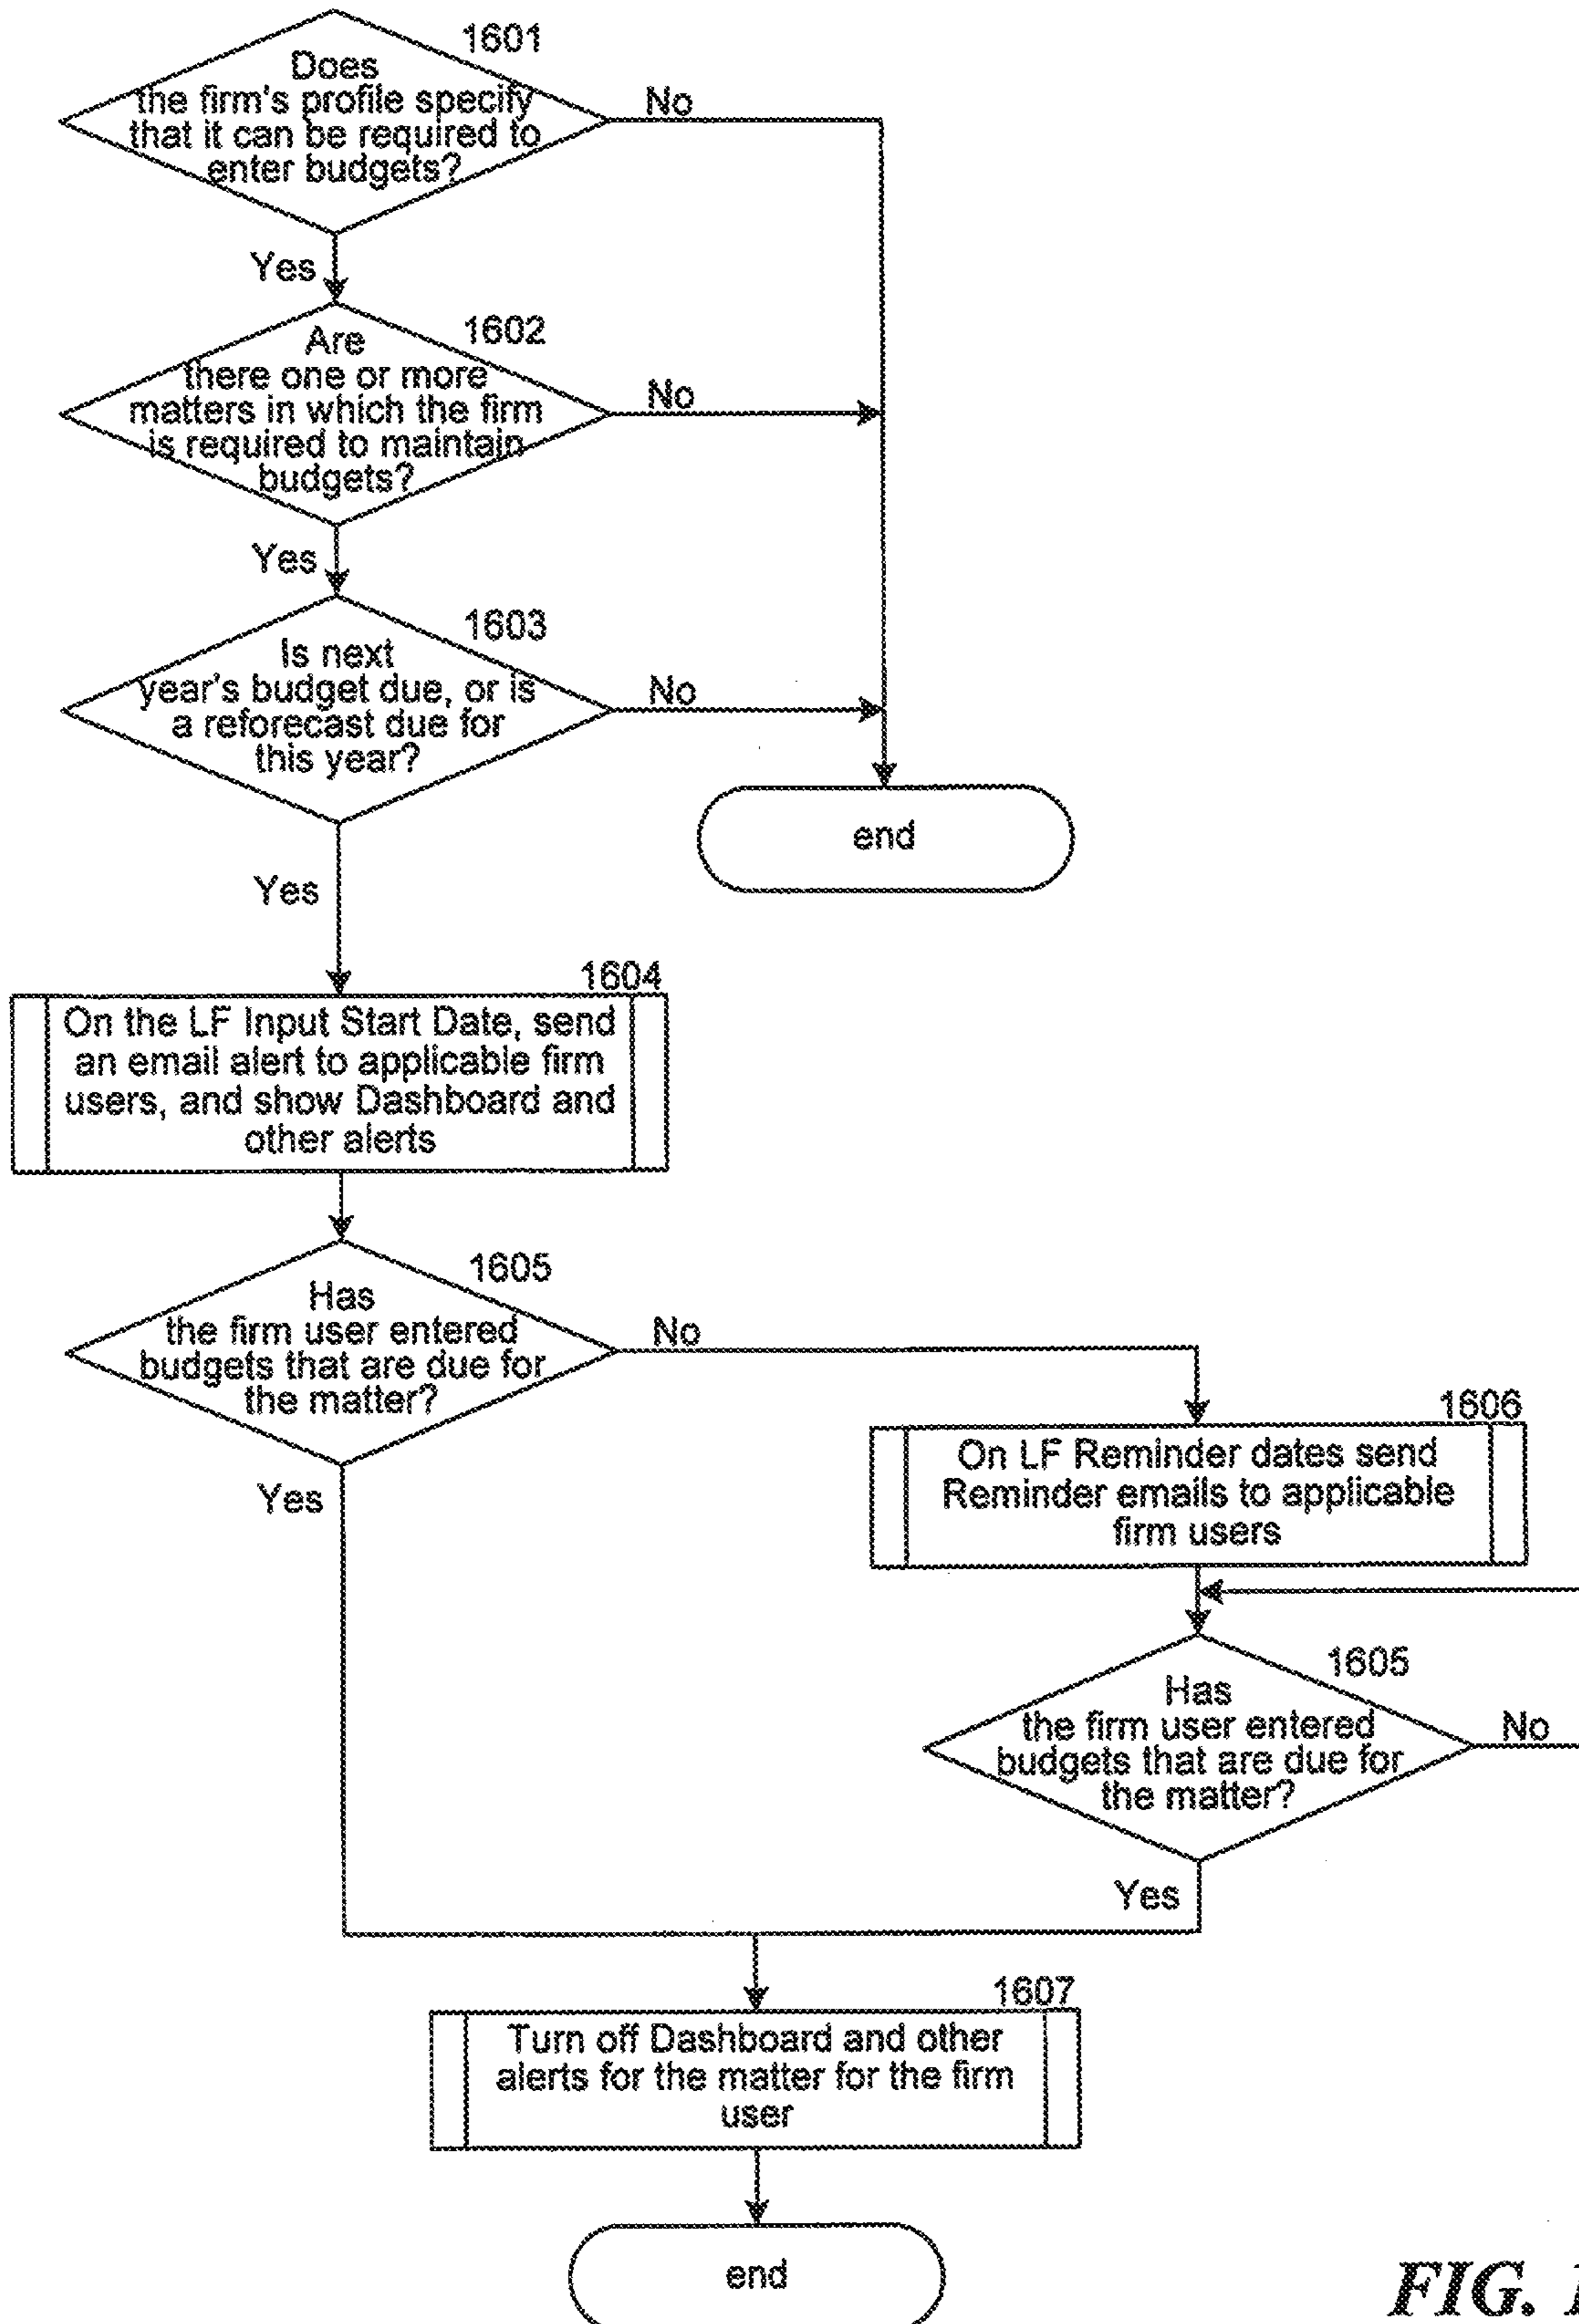 1601
Does
the firm's profile specify
that it can be required to
enter budgets?
No
Yes
1602
Are
there one or more
matters in which the firm
is required to maintain
budgets?
No
Yes
1603
Is next
year's budget due, or is
a reforecast due for
this year?
No
end
Yes
1604
On the LF Input Start Date, send
an email alert to applicable firm
users, and show Dashboard and
other alerts
1605
Has
the firm user entered
budgets that are due for
the matter?
No
Yes
1606
On LF Reminder dates send
Reminder emails to applicable
firm users
1605
Has
the firm user entered
budgets that are due for
the matter?
No
Yes
1607
Turn off Dashboard and other
alerts for the matter for the firm
user
end
FIG.